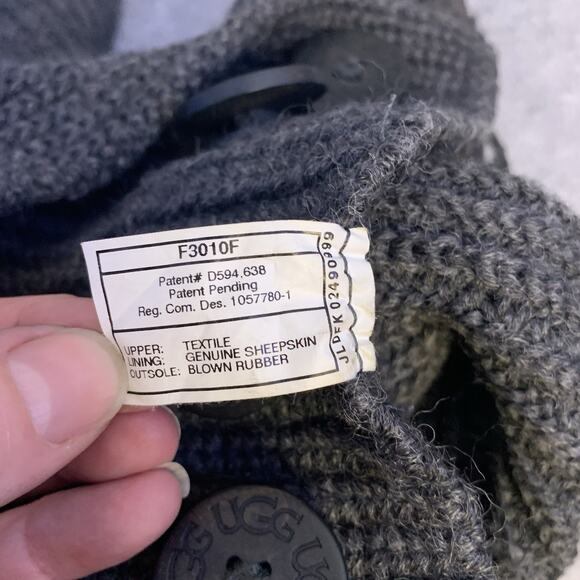 F3010F
Patent# D594,638
Patent Pending
Reg. Com. Des. 1057780-1
UPPER: TEXTILE
LINING: GENUINE SHEEPSKIN
OUTSOLE: BLOWN RUBBER
UGG
UGG